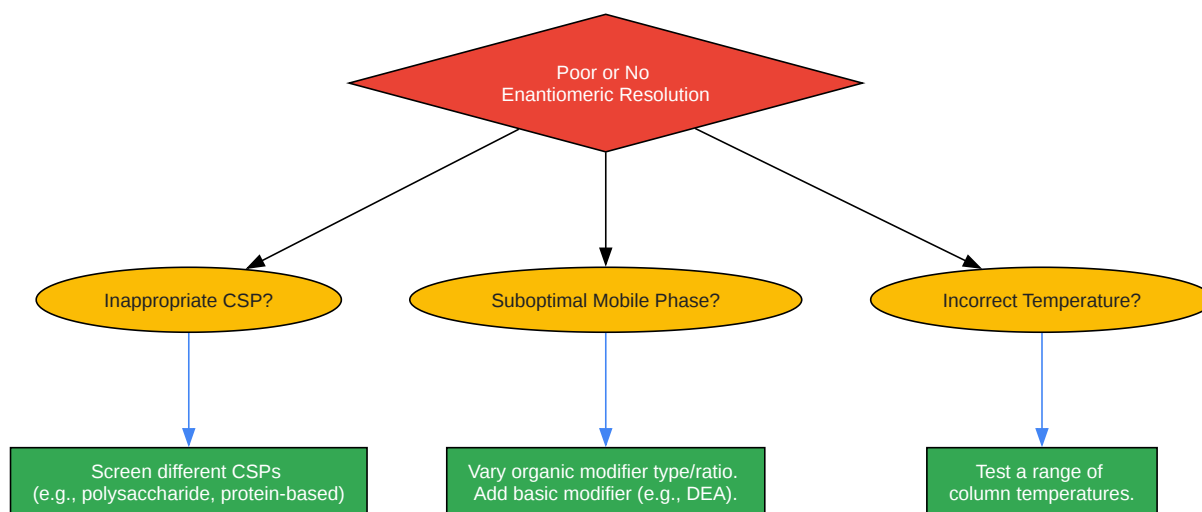 Poor or No
Enantiomeric Resolution
Inappropriate CSP?
Suboptimal Mobile Phase?
Incorrect Temperature?
Screen different CSPs
(e.g., polysaccharide, protein-based)
Vary organic modifier type/ratio.
Add basic modifier (e.g., DEA).
Test a range of
column temperatures.